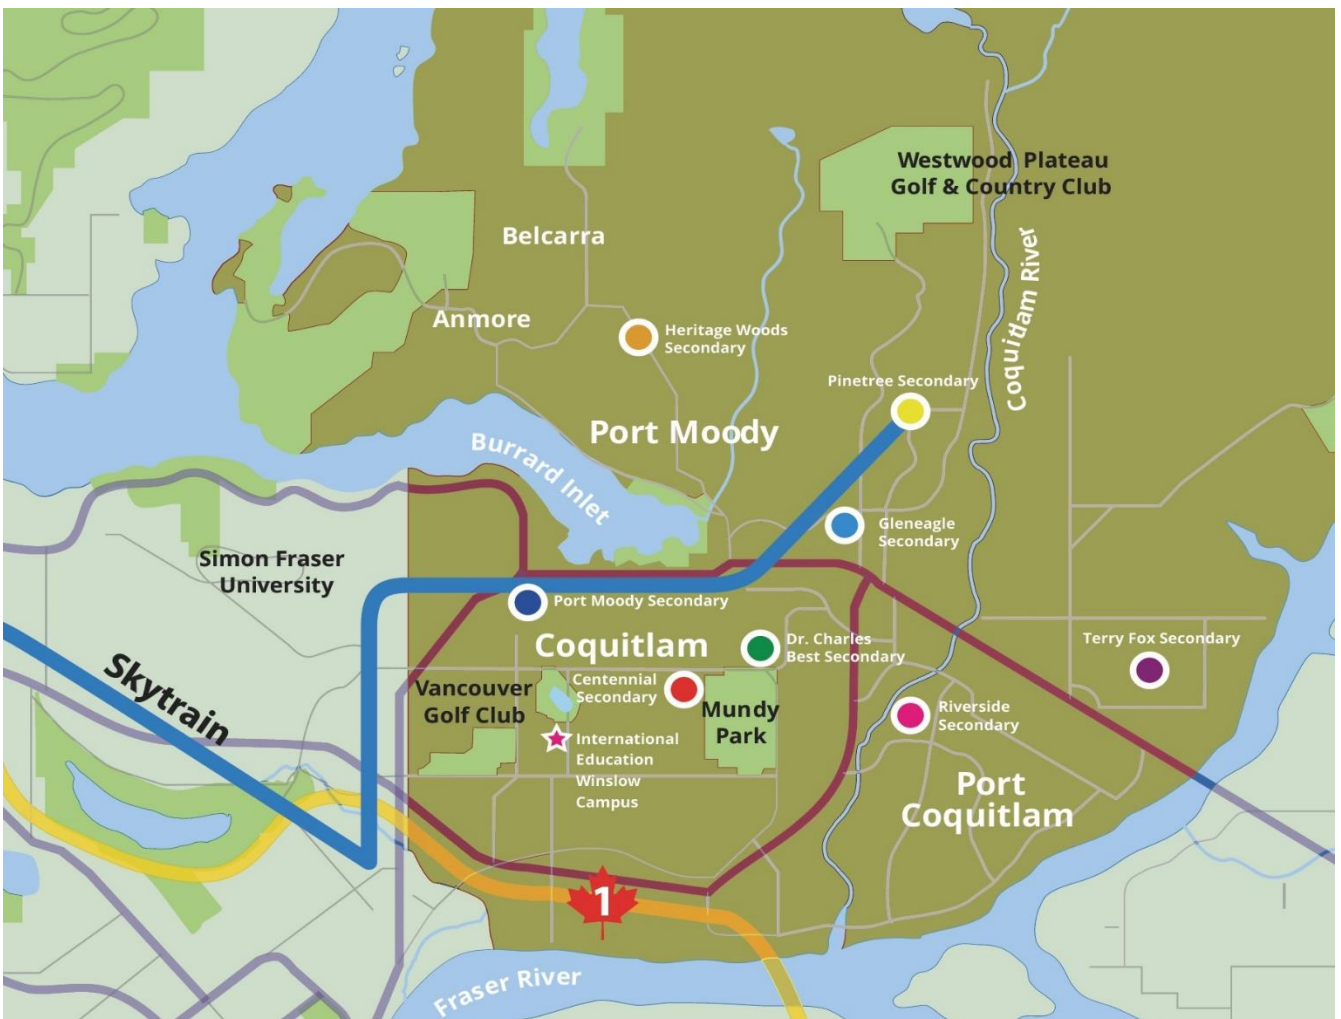 Westwood Plateau
Golf & Country Club
Belcarra
Coquitlam River
Anmore
Heritage Woods
Secondary
Pinetree Secondary
Port Moody
Burrard Inlet
Gleneagle
Secondary
Simon Fraser
University
Port Moody Secondary
Coquitlam
Dr. Charles
Best Secondary
Terry Fox Secondary
Skytrain
Vancouver
Golf Club
Centennial
Secondary
Mundy
Park
Riverside
Secondary
International
Education
Winslow
Campus
Port
Coquitlam
1
Fraser River